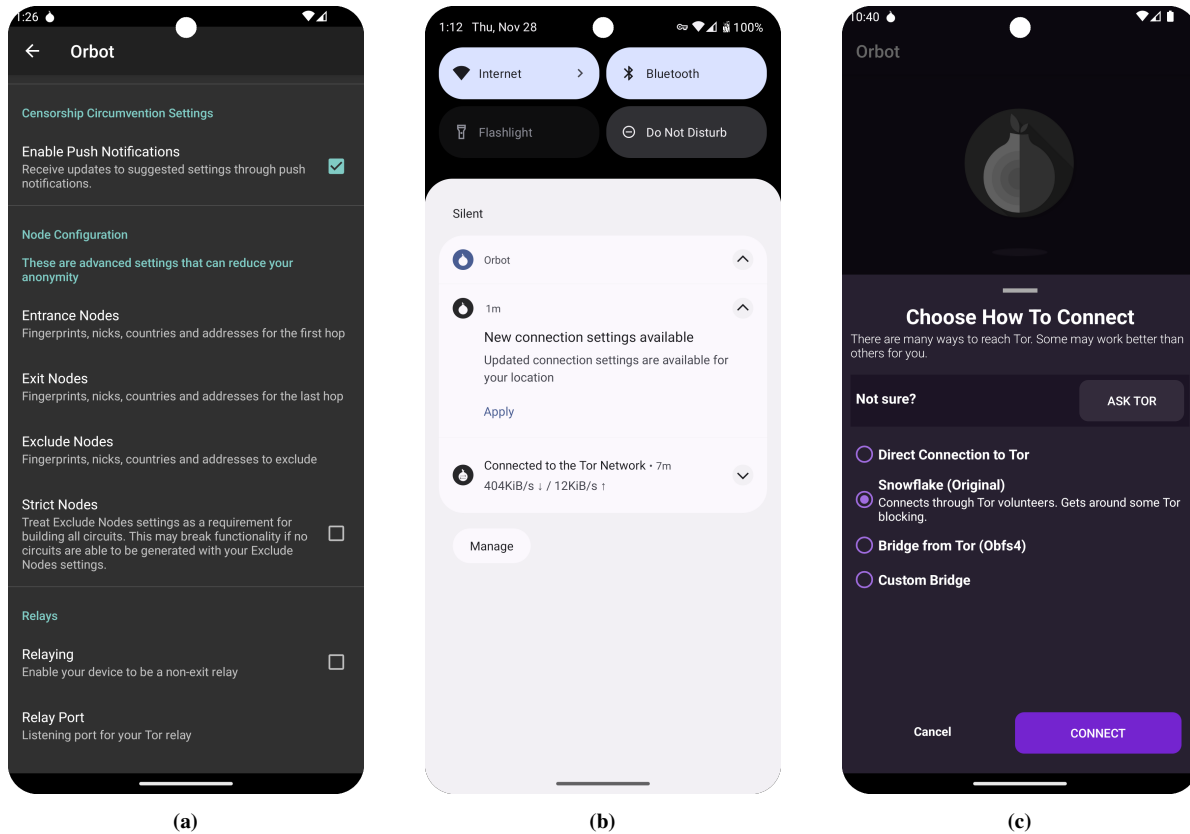 1:26
Orbot
Censorship Circumvention Settings
Enable Push Notifications
Receive updates to suggested settings through push
notifications.
Node Configuration
These are advanced settings that can reduce your
anonymity
Entrance Nodes
Fingerprints, nicks, countries and addresses for the first hop
Exit Nodes
Fingerprints, nicks, countries and addresses for the last hop
Exclude Nodes
Fingerprints, nicks, countries and addresses to exclude
Strict Nodes
Treat Exclude Nodes settings as a requirement for
building all circuits. This may break functionality if no
circuits are able to be generated with your Exclude
Nodes settings.
Relays
Relaying
Enable your device to be a non-exit relay
Relay Port
Listening port for your Tor relay
(a)
1:12 Thu, Nov 28
100%
Internet
Bluetooth
Flashlight
Do Not Disturb
Silent
Orbot
1m
New connection settings available
Updated connection settings are available for
your location
Apply
Connected to the Tor Network • 7m
404KiB/s ↓ / 12KiB/s ↑
Manage
(b)
10:40
Orbot
Choose How To Connect
There are many ways to reach Tor. Some may work better than
others for you.
Not sure?
ASK TOR
Direct Connection to Tor
Snowflake (Original)
Connects through Tor volunteers. Gets around some Tor
blocking.
Bridge from Tor (Obfs4)
Custom Bridge
Cancel
CONNECT
(c)